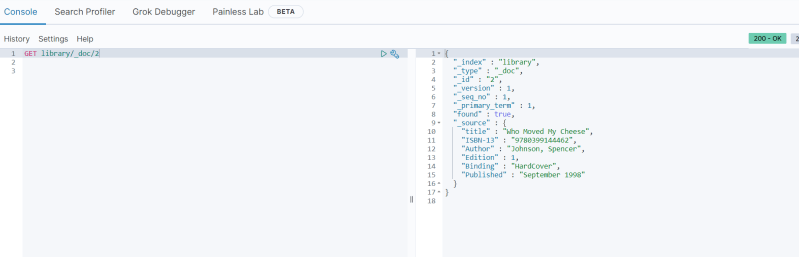 Console Search Profiler Grok Debugger Painless Lab BETA
History Settings Help
200 - OK
1 GET library/_doc/2
2
3
1 {
2 "_index" : "library",
3 "_type" : "_doc",
4 "_id" : "2",
5 "_version" : 1,
6 "_seq_no" : 1,
7 "_primary_term" : 1,
8 "found" : true,
9 "_source" : {
10 "title" : "Who Moved My Cheese",
11 "ISBN-13" : "9780399144462",
12 "Author" : "Johnson, Spencer",
13 "Edition" : 1,
14 "Binding" : "HardCover",
15 "Published" : "September 1998"
16 }
17 }
18